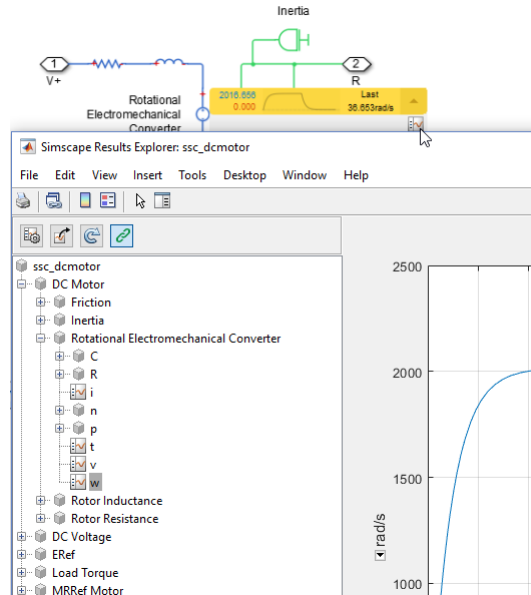 Inertia
1
2
V+
R
Rotational
Electromechanical
Converter
2016.656
0.000
Last
36.653rad/s
Simscape Results Explorer: ssc_dcmotor
File Edit View Insert Tools Desktop Window Help
ssc_dcmotor
DC Motor
Friction
Inertia
Rotational Electromechanical Converter
C
R
i
n
p
t
v
w
Rotor Inductance
Rotor Resistance
DC Voltage
ERef
Load Torque
MRRef Motor
2500
2000
1500
1000
rad/s